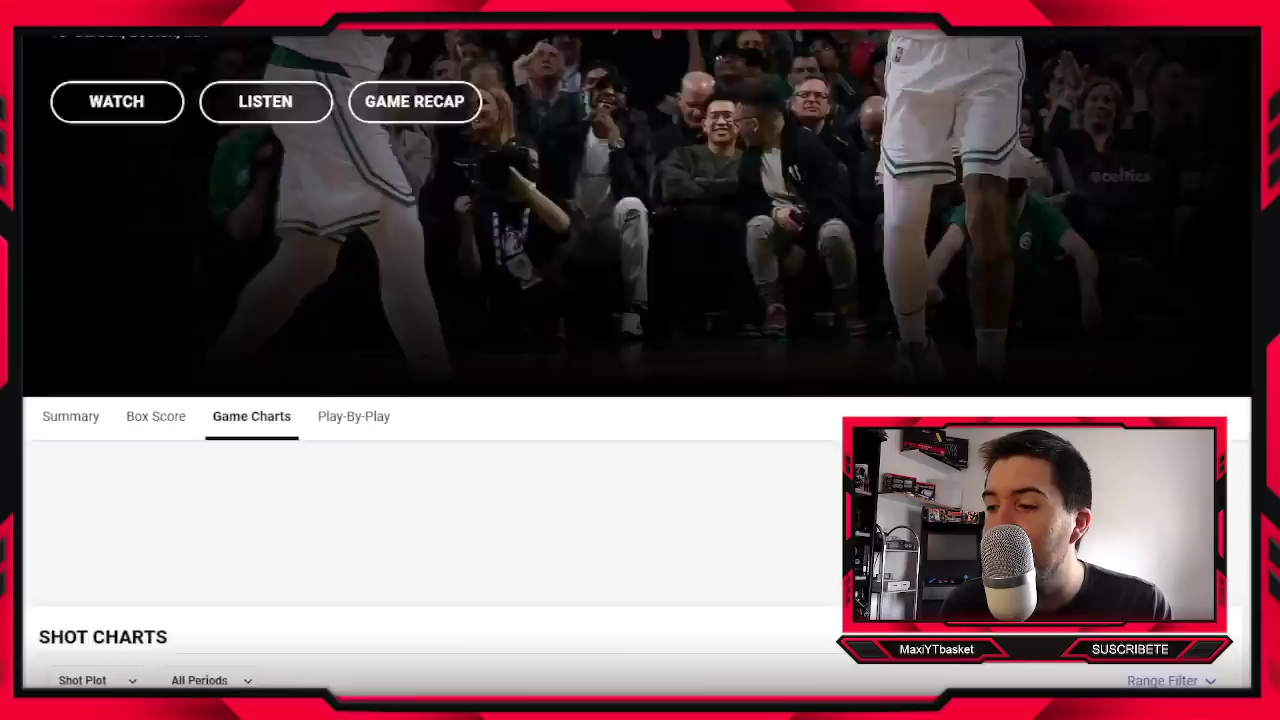 WATCH
LISTEN
GAME RECAP
@celtics
Summary
Box Score
Game Charts
Play-By-Play
SHOT CHARTS
Shot Plot
All Periods
Range Filter
MaxiYTbasket
SUSCRIBETE